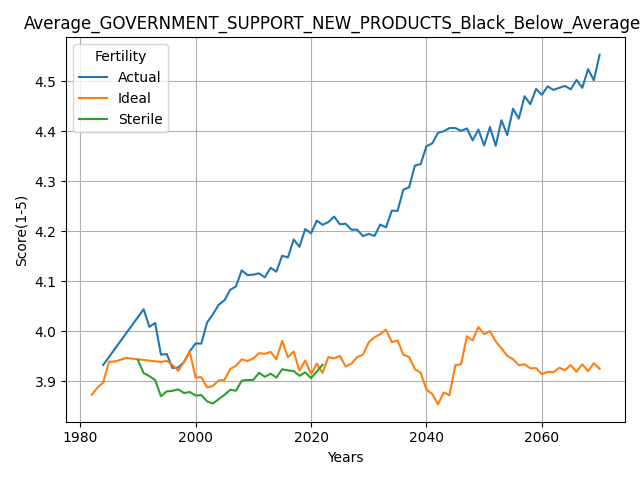 Average_GOVERNMENT_SUPPORT_NEW_PRODUCTS_Black_Below_Average
Fertility
Actual
Ideal
Sterile
4.5
4.4
4.3
4.2
4.1
4.0
3.9
Score(1-5)
1980 2000 2020 2040 2060
Years